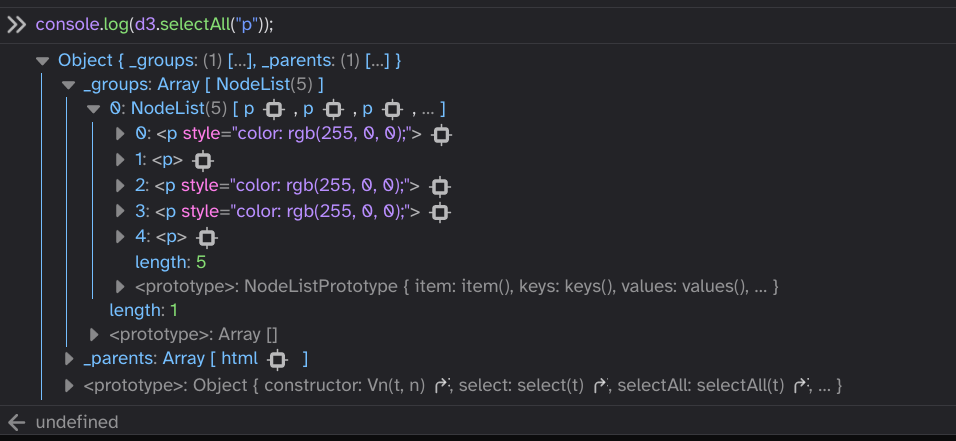 console.log(d3.selectAll("p"));
Object { _groups: (1) […], _parents: (1) […] }
_groups: Array [ NodeList(5) ]
0: NodeList(5) [ p , p , p , … ]
0: <p style="color: rgb(255, 0, 0);">
1: <p>
2: <p style="color: rgb(255, 0, 0);">
3: <p style="color: rgb(255, 0, 0);">
4: <p>
length: 5
<prototype>: NodeListPrototype { item: item(), keys: keys(), values: values(), … }
length: 1
<prototype>: Array []
_parents: Array [ html ]
<prototype>: Object { constructor: Vn(t, n) , select: select(t) , selectAll: selectAll(t) , … }
undefined